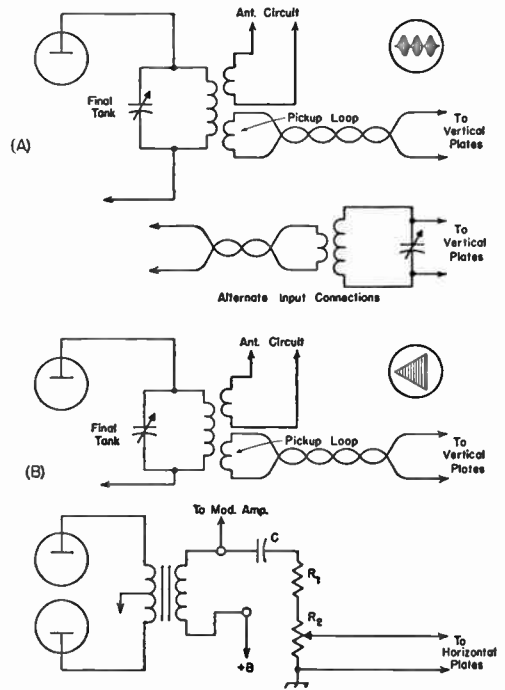 Ant. Circuit
Final
Tank
(A)
Pickup Loop
To
Vertical
Plates
To
Vertical
Plates
Alternate Input Connections
Ant. Circuit
Final
Tank
(B)
Pickup Loop
To
Vertical
Plates
To Mod. Amp.
C
R1
R2
+B
To
Horizontal
Plates